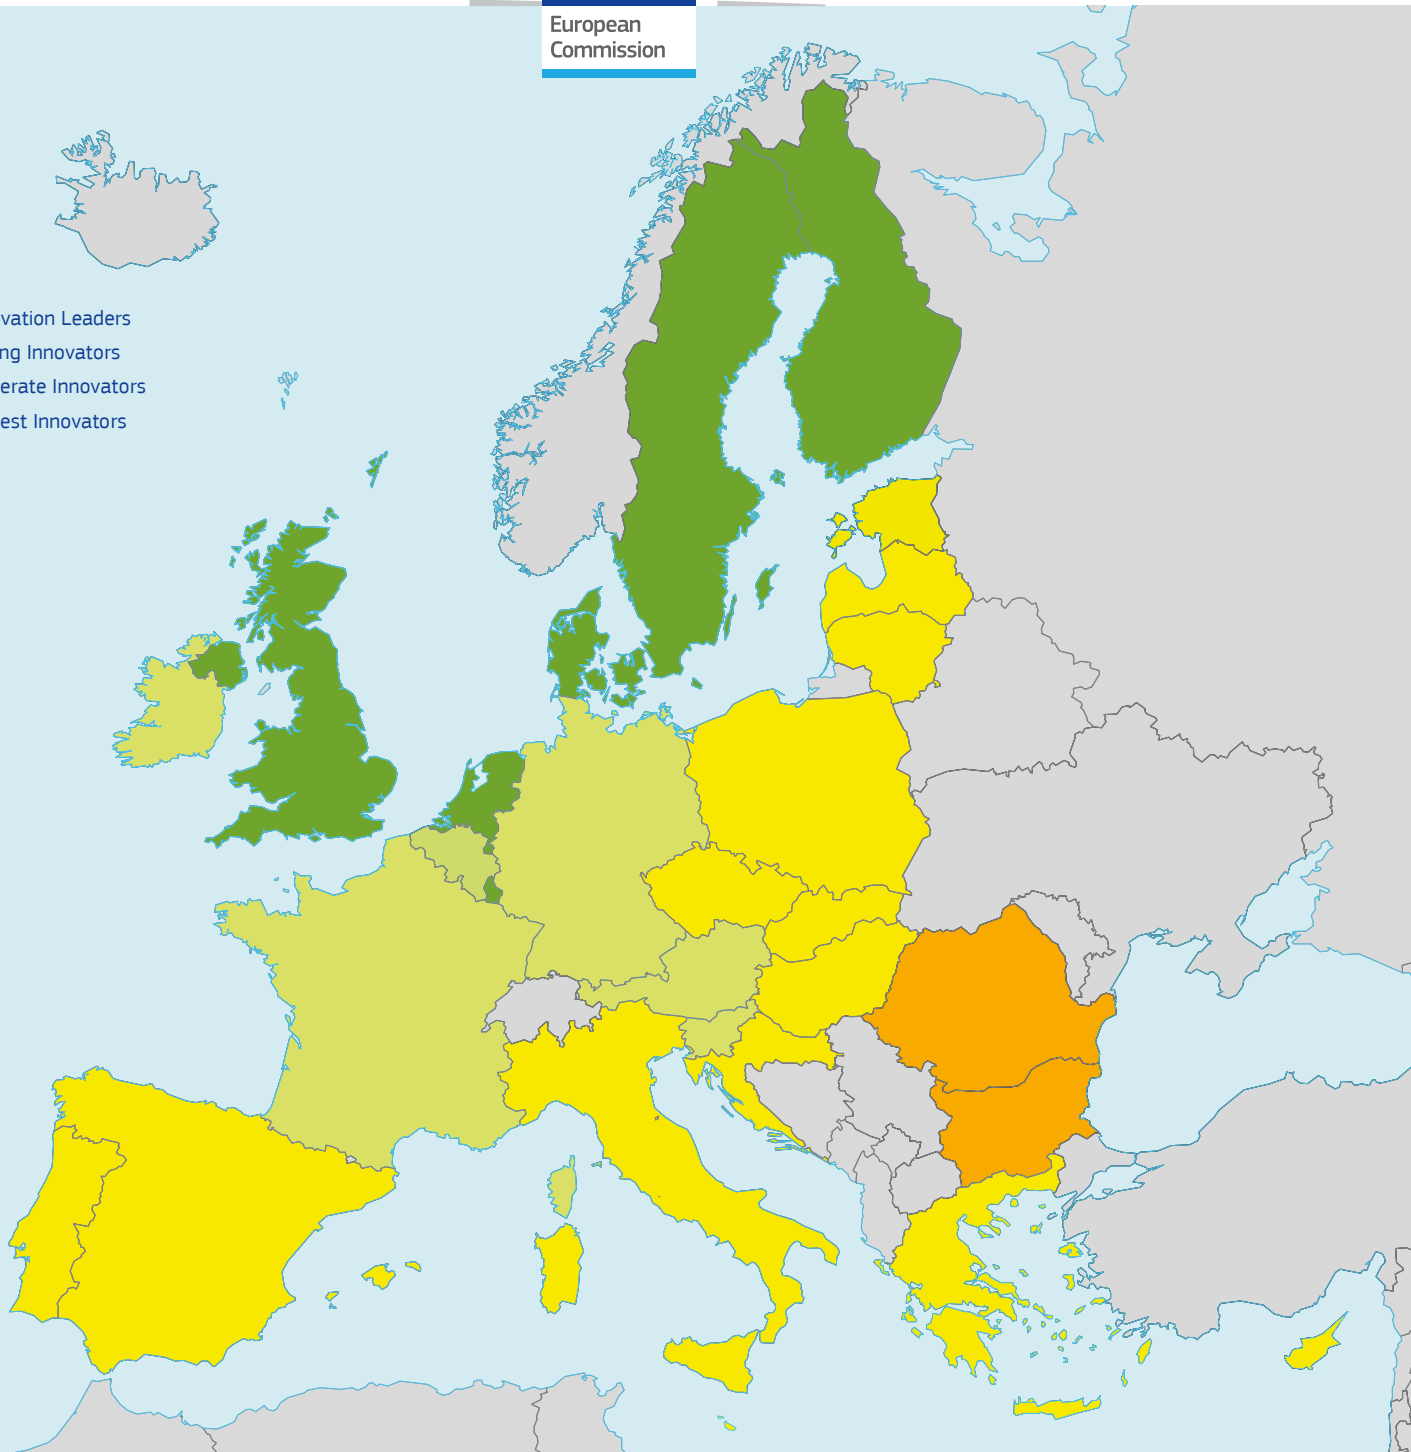 European
Commission
vation Leaders
ng Innovators
erate Innovators
est Innovators